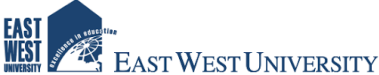 EAST
WEST
UNIVERSITY
excellence in education
EAST WEST UNIVERSITY